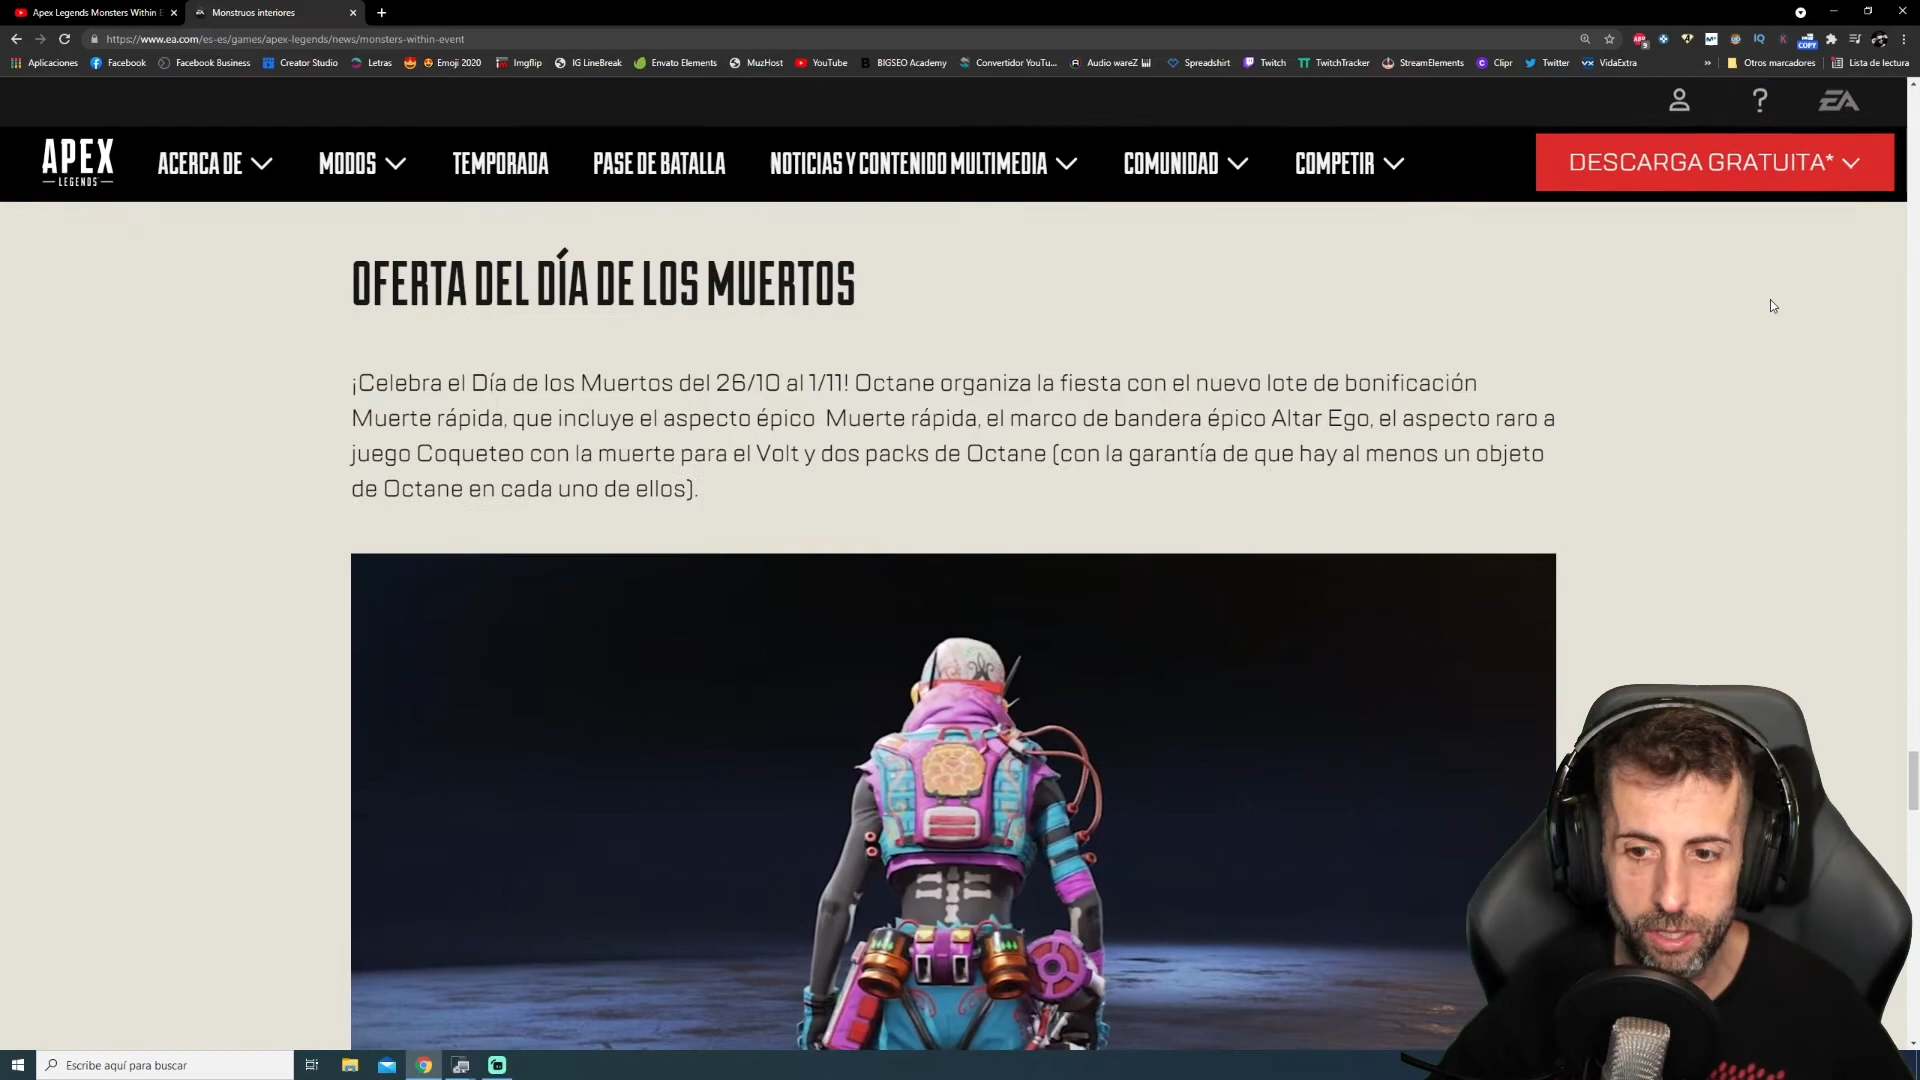 Apex Legends Monsters Within E
Monstruos interiores
https://www.ea.com/es-es/games/apex-legends/news/monsters-within-event
Aplicaciones
Facebook
Facebook Business
Creator Studio
Letras
Emoji 2020
Imgflip
IG LineBreak
Envato Elements
MuzHost
YouTube
BIGSEO Academy
Convertidor YouTu...
Audio wareZ
Spreadshirt
Twitch
TwitchTracker
StreamElements
Clipr
Twitter
VidaExtra
»
Otros marcadores
Lista de lectura
EA
APEX
LEGENDS
ACERCA DE
MODOS
TEMPORADA
PASE DE BATALLA
NOTICIAS Y CONTENIDO MULTIMEDIA
COMUNIDAD
COMPETIR
DESCARGA GRATUITA*
OFERTA DEL DÍA DE LOS MUERTOS
¡Celebra el Día de los Muertos del 26/10 al 1/11! Octane organiza la fiesta con el nuevo lote de bonificación
Muerte rápida, que incluye el aspecto épico Muerte rápida, el marco de bandera épico Altar Ego, el aspecto raro a
juego Coqueteo con la muerte para el Volt y dos packs de Octane (con la garantía de que hay al menos un objeto
de Octane en cada uno de ellos).
Escribe aquí para buscar